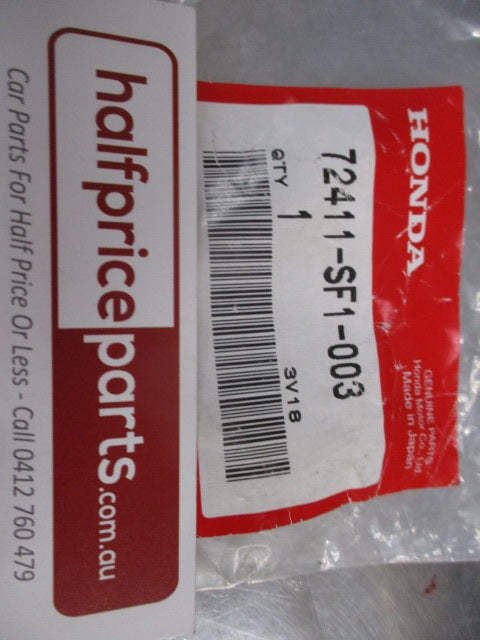 HONDA
GENUINE PARTS
Honda Motor Co., Ltd.
Made in Japan
72411-SF1-003
QTY 1
3V18
halfpriceparts.com.au
Car Parts For Half Price Or Less - Call 0412 760 479